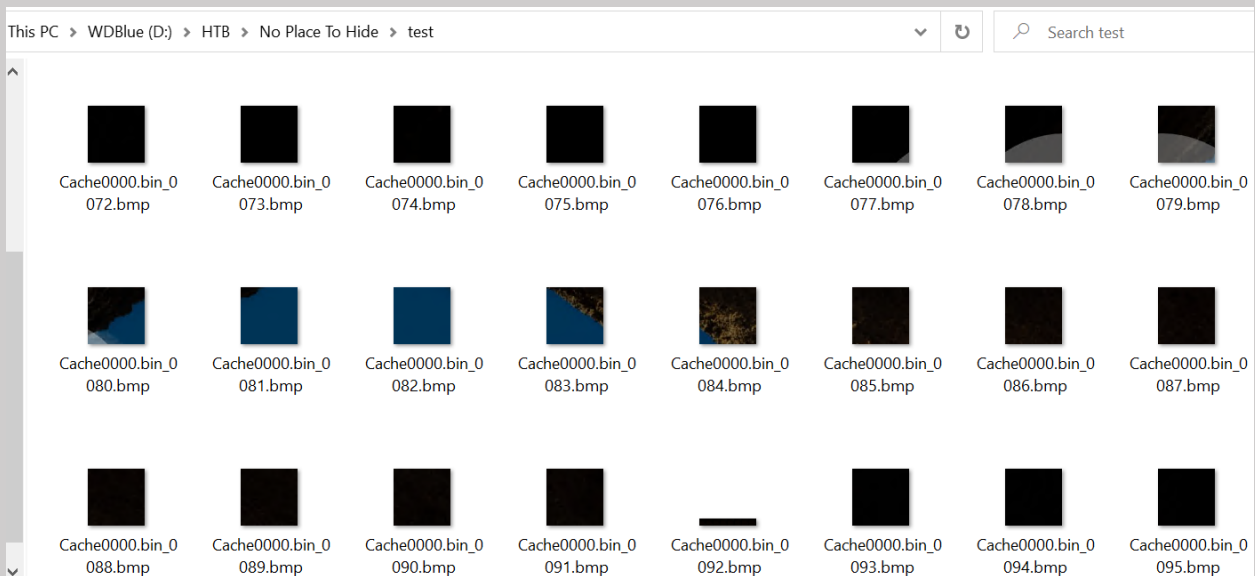 This PC > WDBlue (D:) > HTB > No Place To Hide > test
Search test
Cache0000.bin_0 Cache0000.bin_0 Cache0000.bin_0 Cache0000.bin_0 Cache0000.bin_0 Cache0000.bin_0 Cache0000.bin_0 Cache0000.bin_0
072.bmp 073.bmp 074.bmp 075.bmp 076.bmp 077.bmp 078.bmp 079.bmp
Cache0000.bin_0 Cache0000.bin_0 Cache0000.bin_0 Cache0000.bin_0 Cache0000.bin_0 Cache0000.bin_0 Cache0000.bin_0 Cache0000.bin_0
080.bmp 081.bmp 082.bmp 083.bmp 084.bmp 085.bmp 086.bmp 087.bmp
Cache0000.bin_0 Cache0000.bin_0 Cache0000.bin_0 Cache0000.bin_0 Cache0000.bin_0 Cache0000.bin_0 Cache0000.bin_0 Cache0000.bin_0
088.bmp 089.bmp 090.bmp 091.bmp 092.bmp 093.bmp 094.bmp 095.bmp